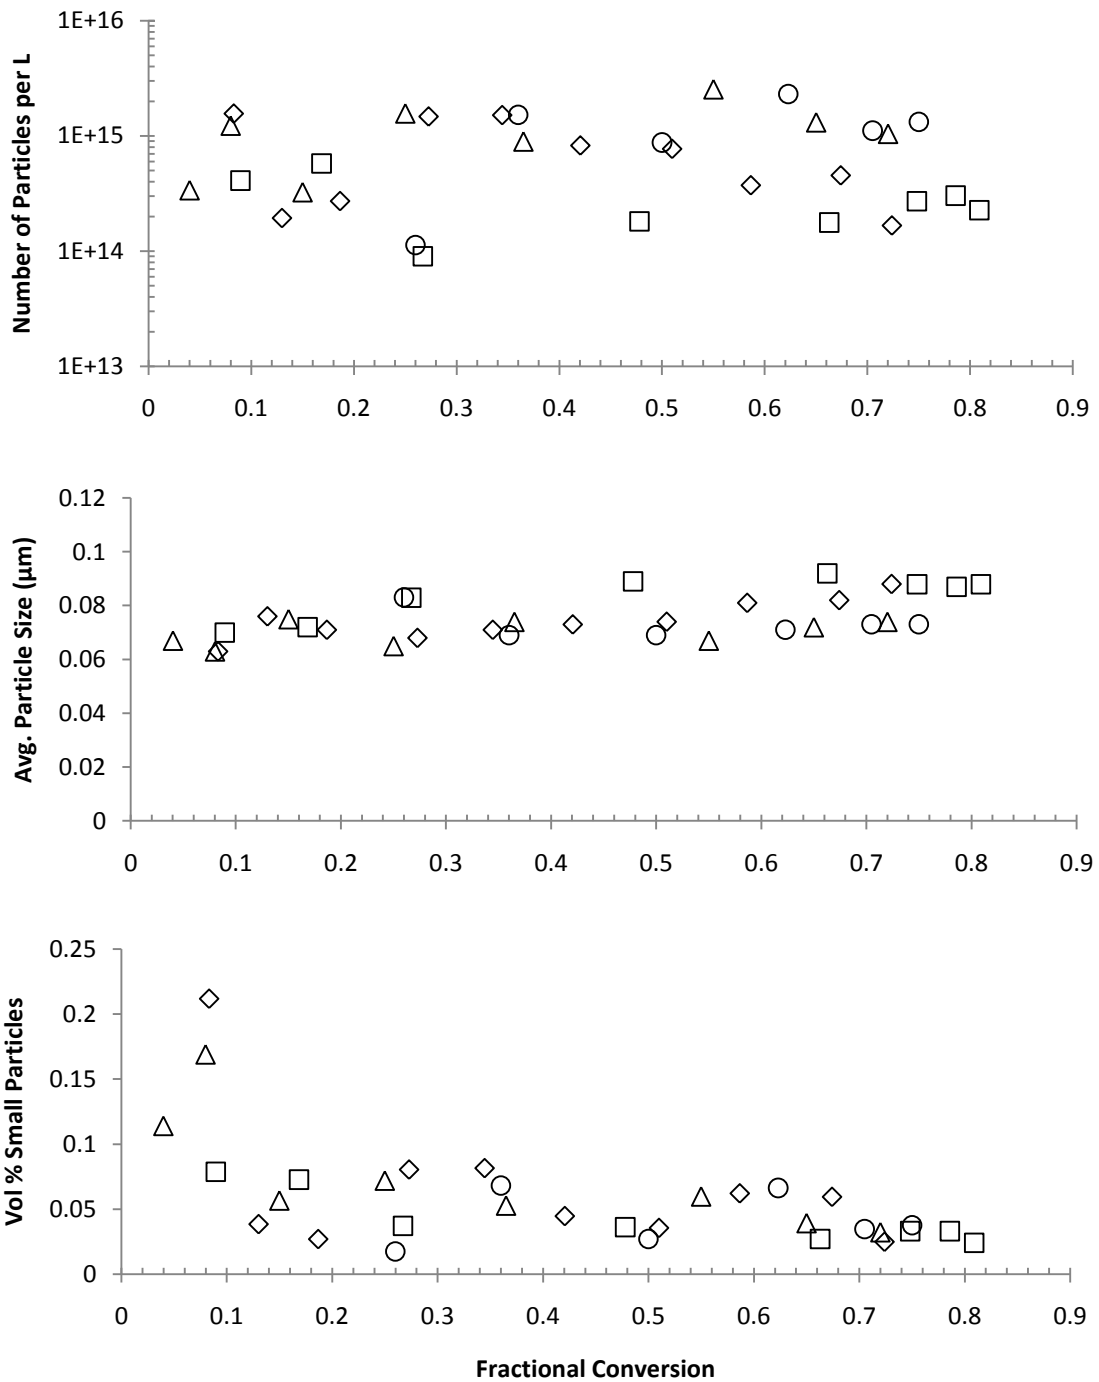 Number of Particles per L
1E+16
1E+15
1E+14
1E+13
0 0.1 0.2 0.3 0.4 0.5 0.6 0.7 0.8 0.9
Avg. Particle Size (µm)
0.12
0.1
0.08
0.06
0.04
0.02
0
0 0.1 0.2 0.3 0.4 0.5 0.6 0.7 0.8 0.9
Vol % Small Particles
0.25
0.2
0.15
0.1
0.05
0
0 0.1 0.2 0.3 0.4 0.5 0.6 0.7 0.8 0.9
Fractional Conversion